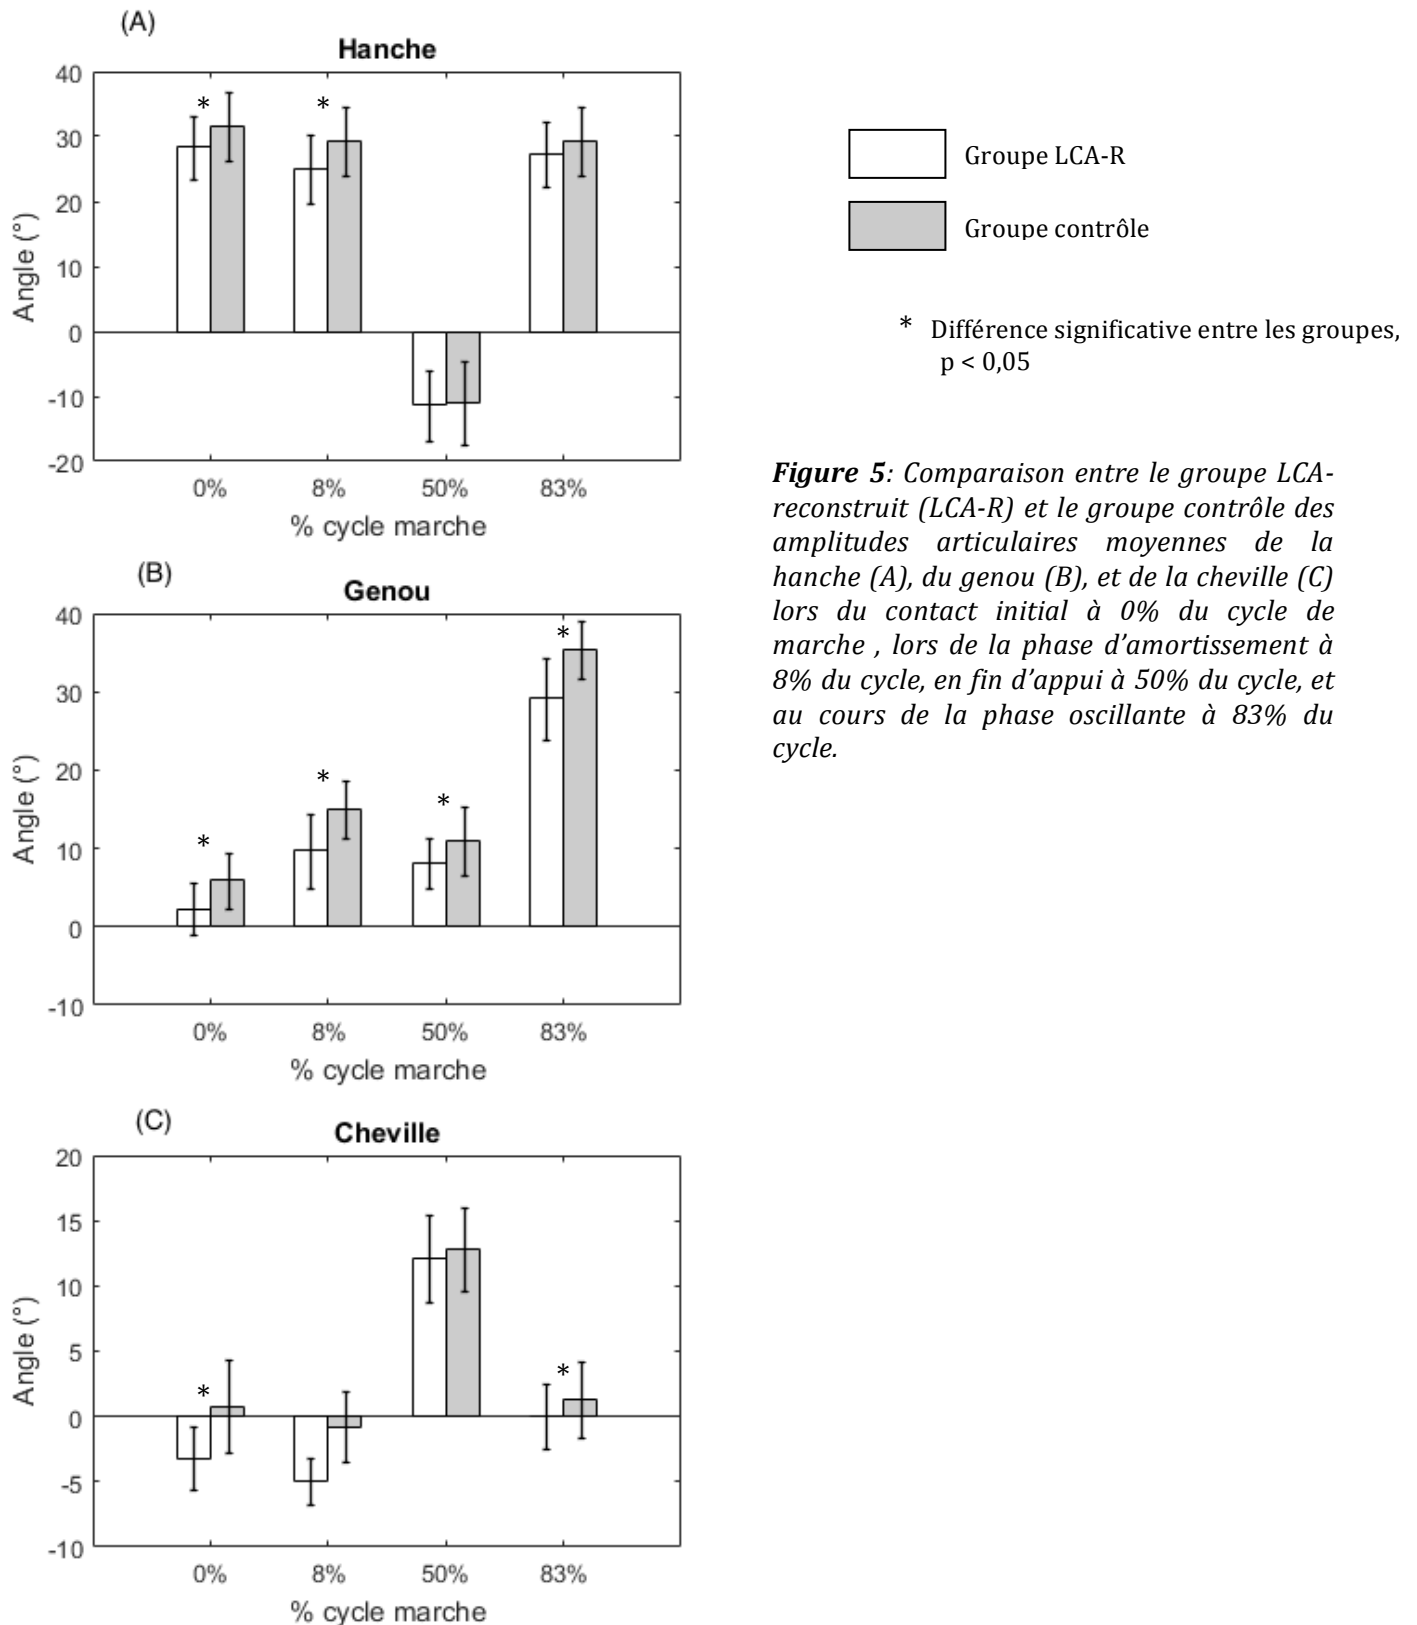 (A)
Hanche
40
30
20
10
0
-10
-20
Angle (°)
*
*
0% 8% 50% 83%
% cycle marche
(B)
Genou
40
30
20
10
0
-10
Angle (°)
*
*
*
*
0% 8% 50% 83%
% cycle marche
(C)
Cheville
20
15
10
5
0
-5
-10
Angle (°)
*
*
0% 8% 50% 83%
% cycle marche
Groupe LCA-R
Groupe contrôle
* Différence significative entre les groupes,
p < 0,05
Figure 5: Comparaison entre le groupe LCA-
reconstruit (LCA-R) et le groupe contrôle des
amplitudes articulaires moyennes de la
hanche (A), du genou (B), et de la cheville (C)
lors du contact initial à 0% du cycle de
marche , lors de la phase d'amortissement à
8% du cycle, en fin d'appui à 50% du cycle, et
au cours de la phase oscillante à 83% du
cycle.